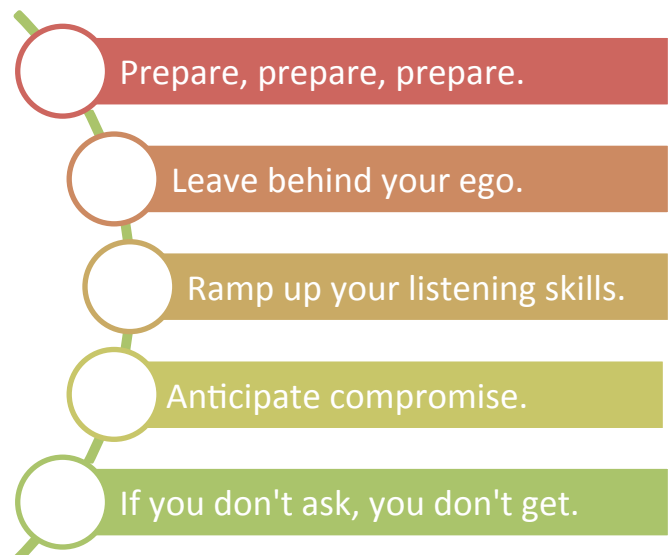 Prepare, prepare, prepare.
Leave behind your ego.
Ramp up your listening skills.
Anticipate compromise.
If you don't ask, you don't get.